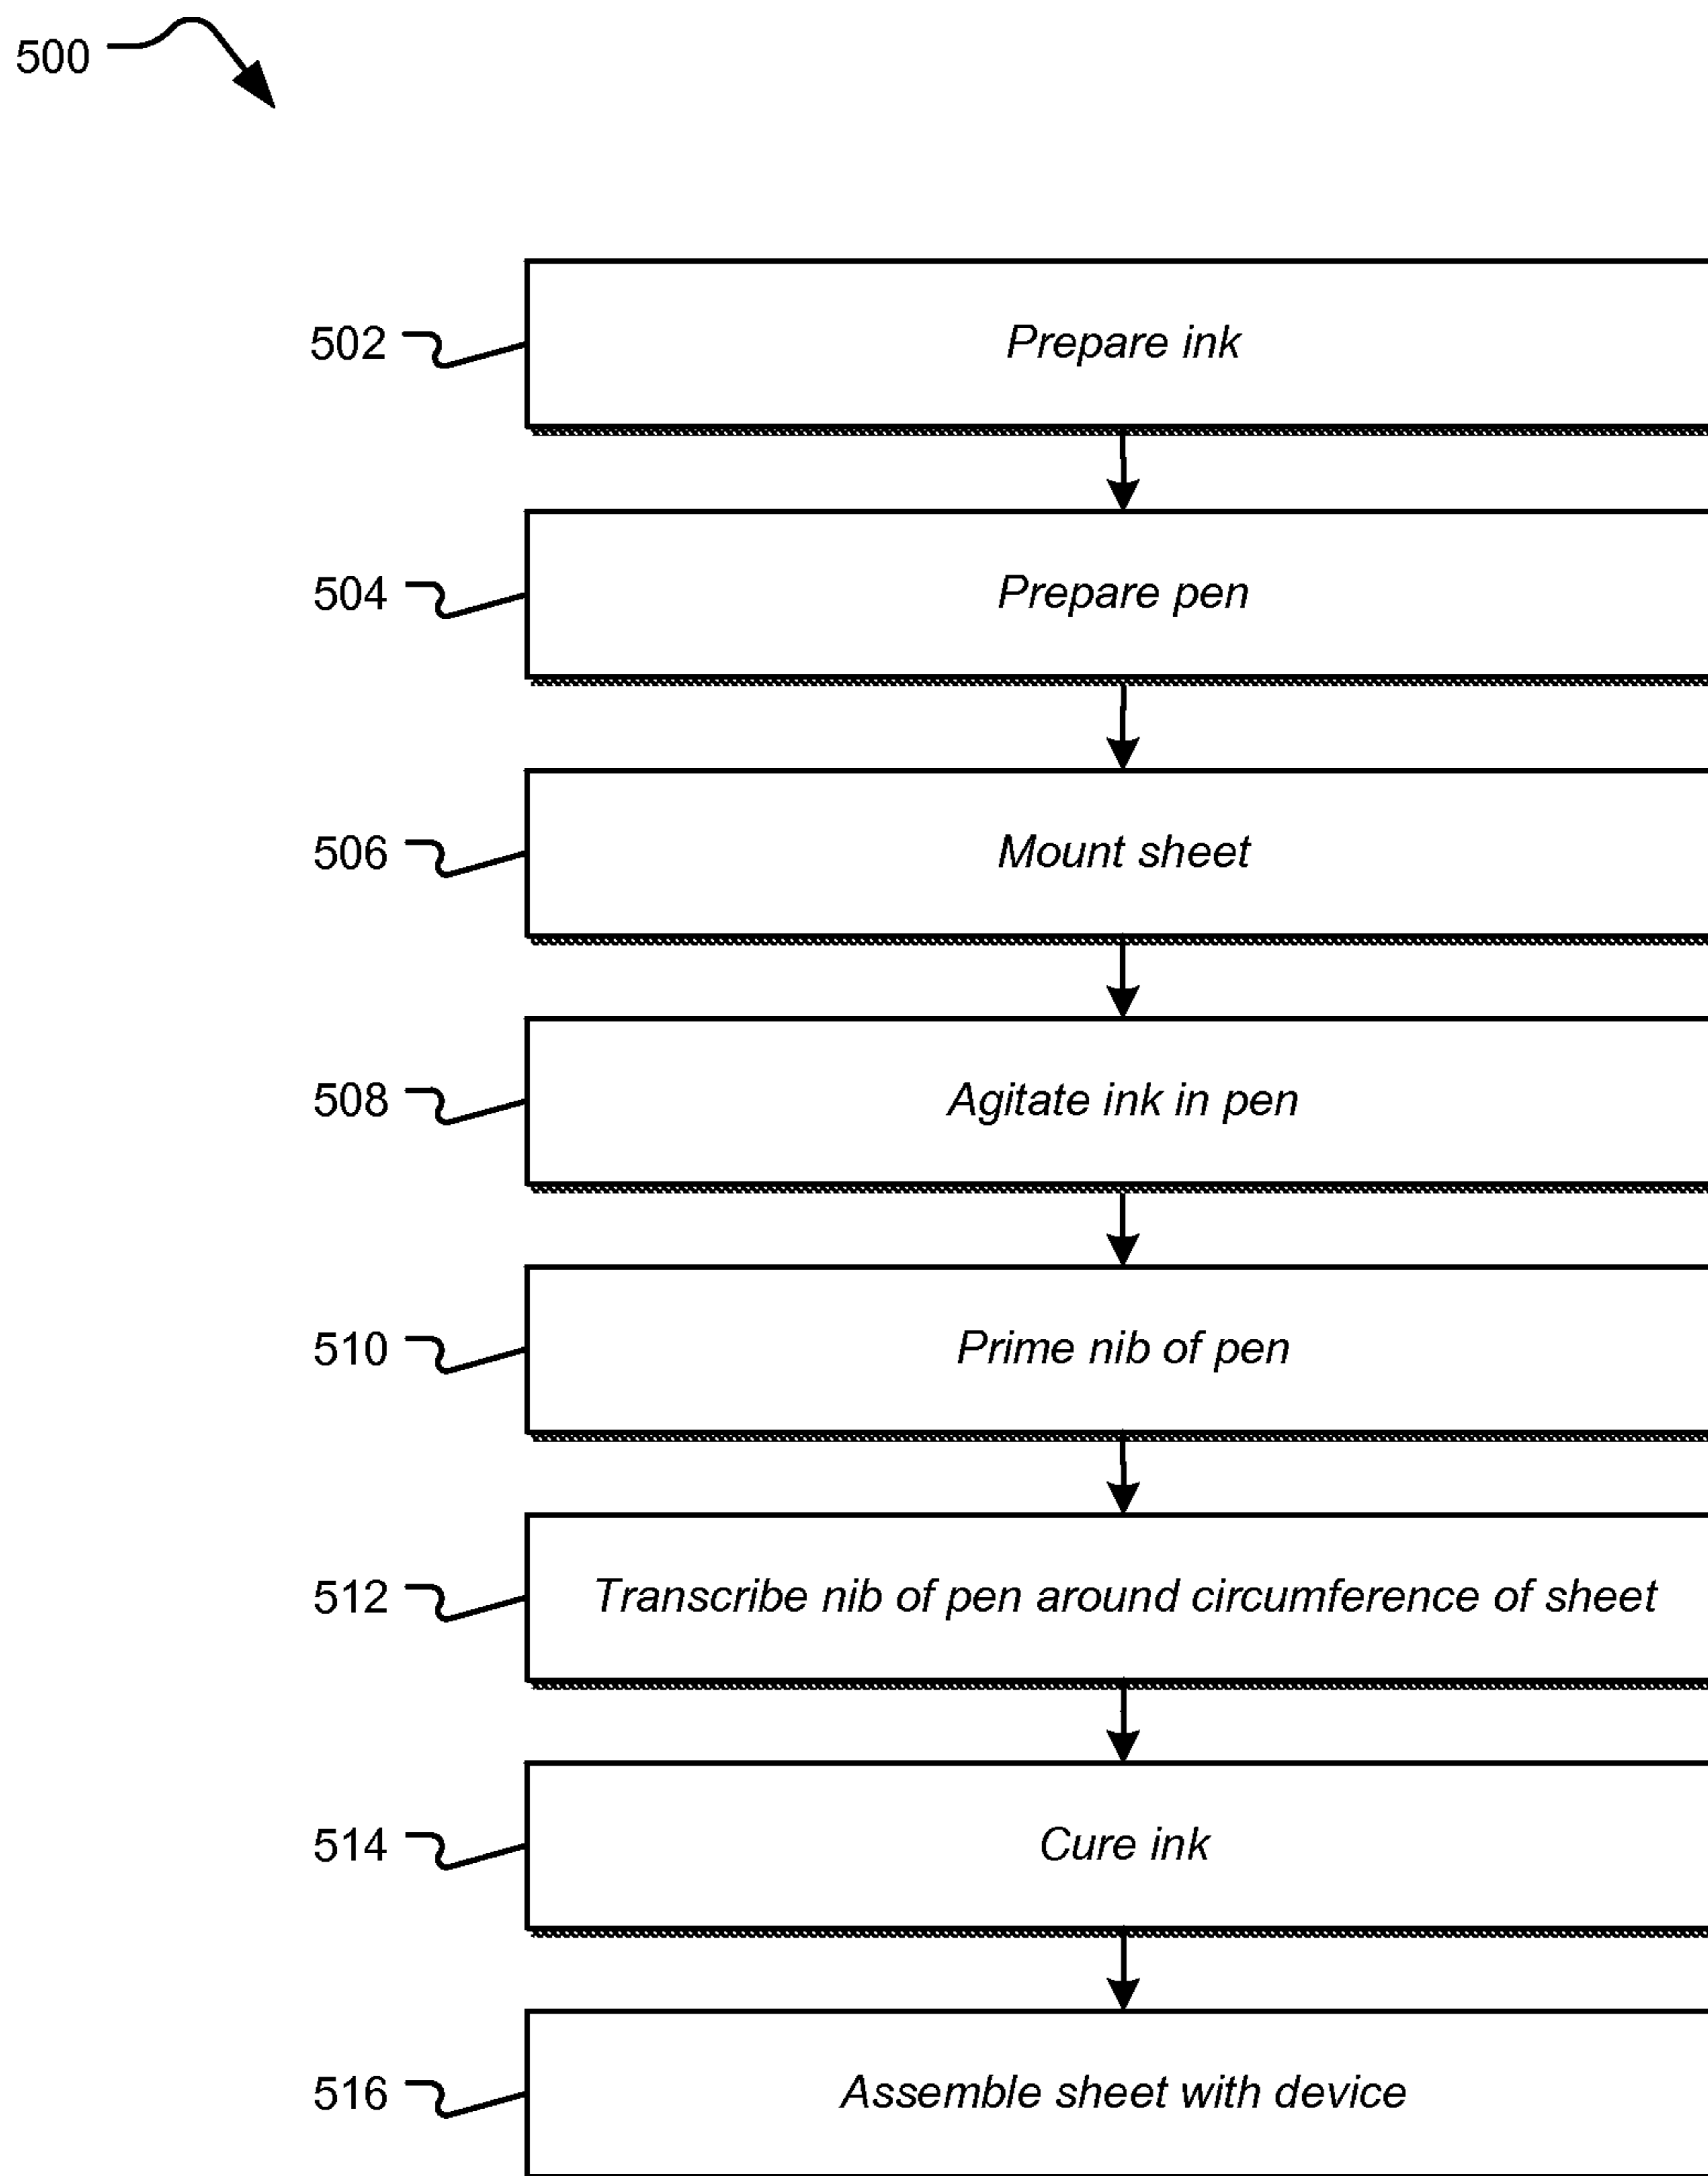 500
502 Prepare ink
504 Prepare pen
506 Mount sheet
508 Agitate ink in pen
510 Prime nib of pen
512 Transcribe nib of pen around circumference of sheet
514 Cure ink
516 Assemble sheet with device